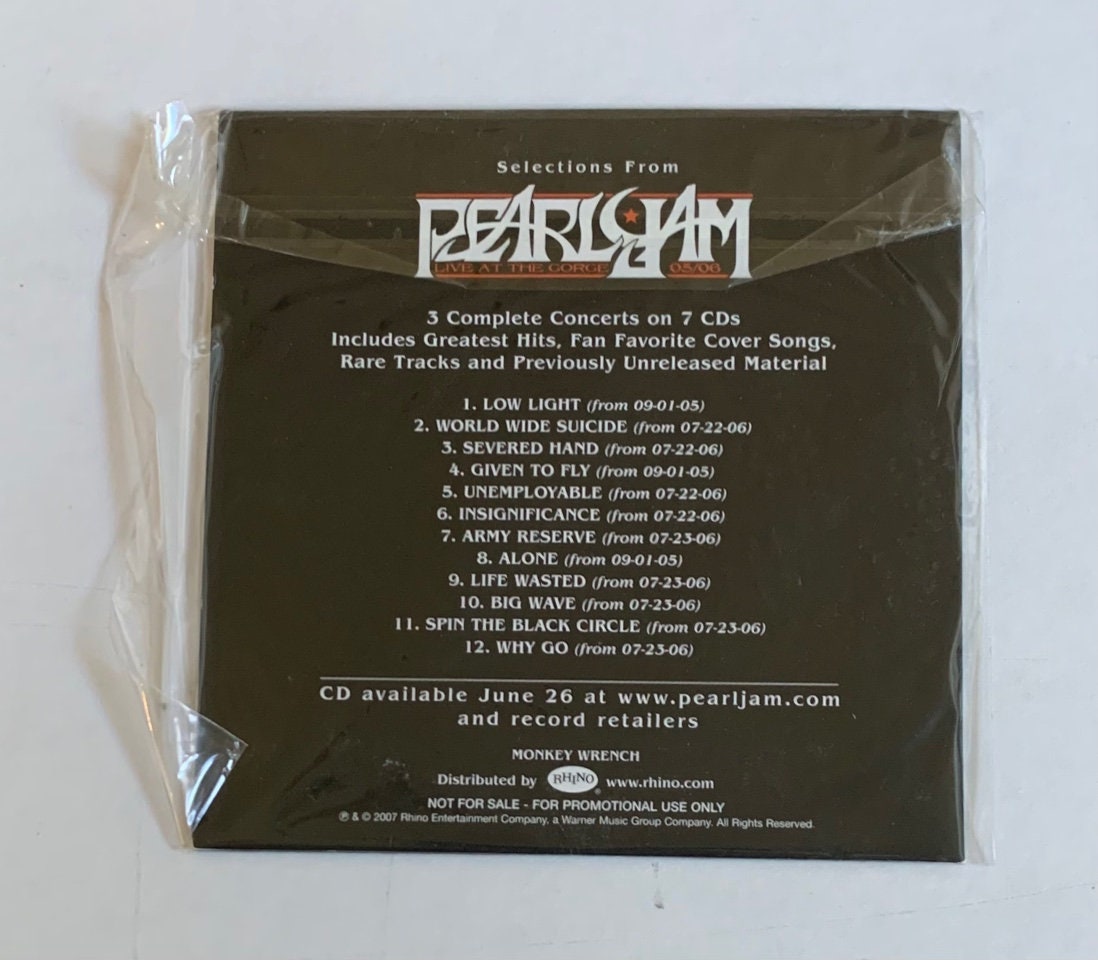 Selections From
PEARL JAM
LIVE AT THE GORGE 05/06
3 Complete Concerts on 7 CDs
Includes Greatest Hits, Fan Favorite Cover Songs,
Rare Tracks and Previously Unreleased Material
1. LOW LIGHT (from 09-01-05)
2. WORLD WIDE SUICIDE (from 07-22-06)
3. SEVERED HAND (from 07-22-06)
4. GIVEN TO FLY (from 09-01-05)
5. UNEMPLOYABLE (from 07-22-06)
6. INSIGNIFICANCE (from 07-22-06)
7. ARMY RESERVE (from 07-23-06)
8. ALONE (from 09-01-05)
9. LIFE WASTED (from 07-23-06)
10. BIG WAVE (from 07-23-06)
11. SPIN THE BLACK CIRCLE (from 07-23-06)
12. WHY GO (from 07-23-06)
CD available June 26 at www.pearljam.com
and record retailers
MONKEY WRENCH
Distributed by RHINO www.rhino.com
NOT FOR SALE - FOR PROMOTIONAL USE ONLY
℗ & © 2007 Rhino Entertainment Company, a Warner Music Group Company. All Rights Reserved.